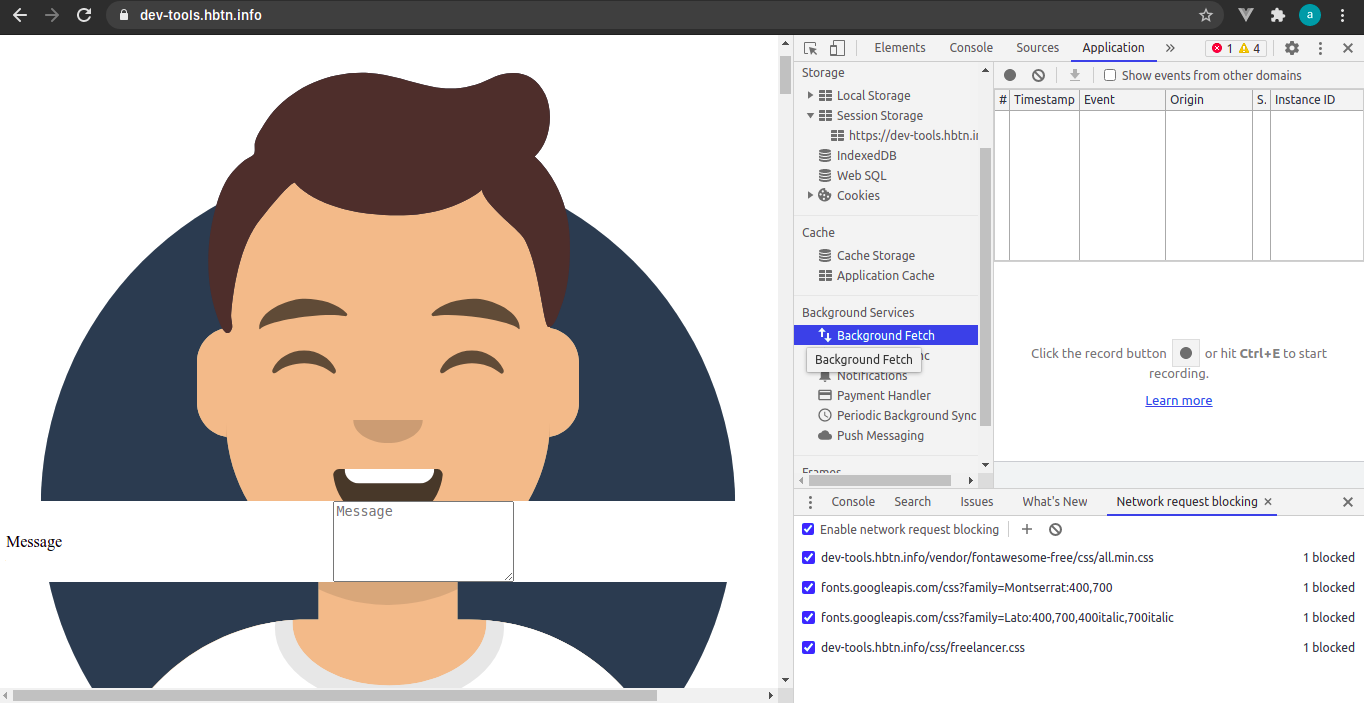 dev-tools.hbtn.info
a
Elements Console Sources Application » 1 4
Storage
Local Storage
Session Storage
https://dev-tools.hbtn.i
IndexedDB
Web SQL
Cookies
Cache
Cache Storage
Application Cache
Background Services
Background Fetch
Background Fetch
Notifications
Payment Handler
Periodic Background Sync
Push Messaging
Frames
Show events from other domains
# Timestamp Event Origin S. Instance ID
Click the record button or hit Ctrl+E to start
recording.
Learn more
Message
Message
Console Search Issues What's New Network request blocking ×
Enable network request blocking
dev-tools.hbtn.info/vendor/fontawesome-free/css/all.min.css 1 blocked
fonts.googleapis.com/css?family=Montserrat:400,700 1 blocked
fonts.googleapis.com/css?family=Lato:400,700,400italic,700italic 1 blocked
dev-tools.hbtn.info/css/freelancer.css 1 blocked